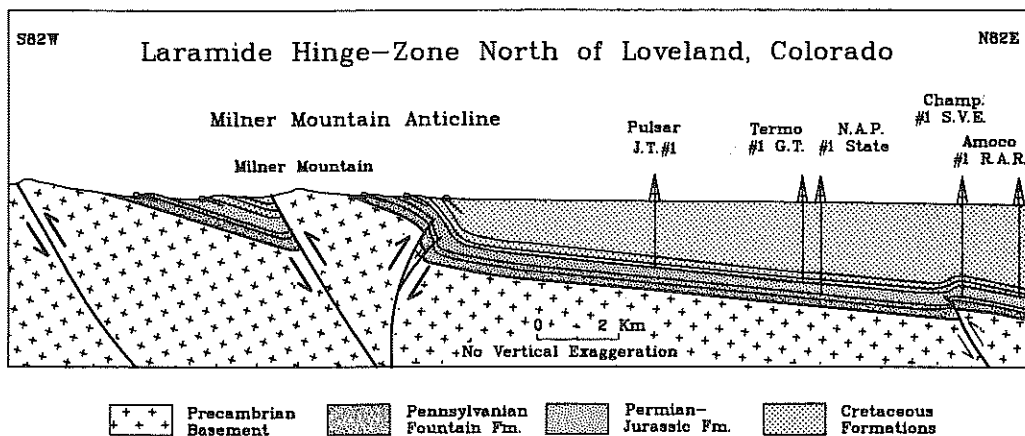 S82W
N82E
Laramide Hinge-Zone North of Loveland, Colorado
Milner Mountain Anticline
Milner Mountain
Pulsar
J.T. #1
Termo
#1 G.T.
N.A.P.
#1 State
Champ.
#1 S.V.E.
Amoco
#1 R.A.R.
0 2 Km
No Vertical Exaggeration
Precambrian
Basement
Pennsylvanian
Fountain Fm.
Permian-
Jurassic Fm.
Cretaceous
Formations